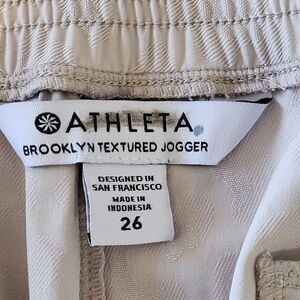 ATHLETA
BROOKLYN TEXTURED JOGGER
DESIGNED IN
SAN FRANCISCO
MADE IN
INDONESIA
26